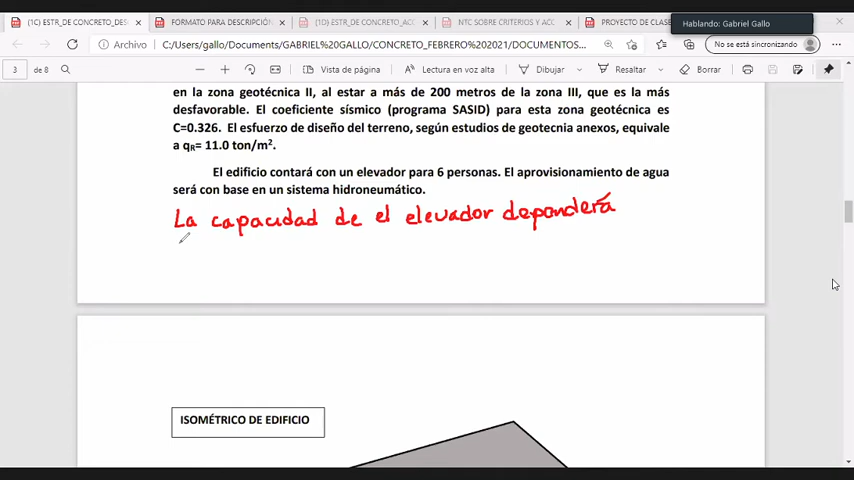 (1C) ESTR_DE CONCRETO_DES
FORMATO PARA DESCRIPCIÓN
(1D) ESTR_DE CONCRETO_ACC
NTC SOBRE CRITERIOS Y ACC
PROYECTO DE CLASE
Hablando: Gabriel Gallo
Archivo
C:/Users/gallo/Documents/GABRIEL%20GALLO/CONCRETO_FEBRERO%202021/DOCUMENTOS...
No se está sincronizando
3 de 8
Vista de página
Lectura en voz alta
Dibujar
Resaltar
Borrar
en la zona geotécnica II, al estar a más de 200 metros de la zona III, que es la más
desfavorable. El coeficiente sísmico (programa SASID) para esta zona geotécnica es
C=0.326. El esfuerzo de diseño del terreno, según estudios de geotecnia anexos, equivale
a qR= 11.0 ton/m².
El edificio contará con un elevador para 6 personas. El aprovisionamiento de agua
será con base en un sistema hidroneumático.
La capacidad de el elevador dependerá
ISOMÉTRICO DE EDIFICIO